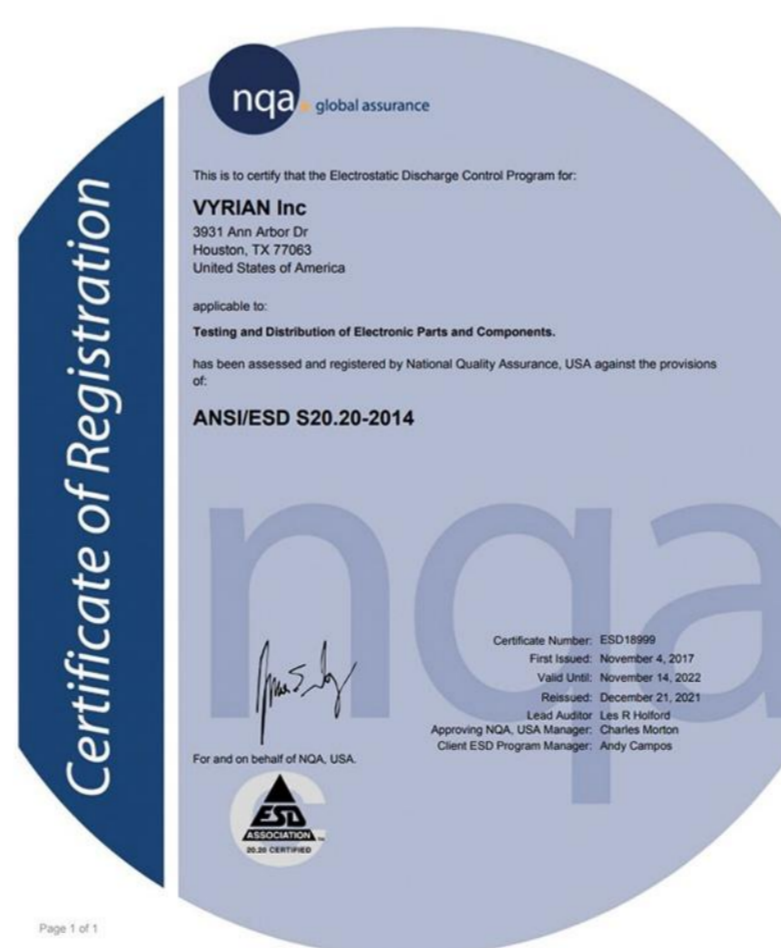 nqa.
global assurance
Certificate of Registration
This is to certify that the Electrostatic Discharge Control Program for:
VYRIAN Inc
3931 Ann Arbor Dr
Houston, TX 77063
United States of America
applicable to:
Testing and Distribution of Electronic Parts and Components.
has been assessed and registered by National Quality Assurance, USA against the provisions
of:
ANSI/ESD S20.20-2014
nqa
Certificate Number: ESD18999
First Issued: November 4, 2017
Valid Until: November 14, 2022
Reissued: December 21, 2021
Lead Auditor Les R Holford
Approving NQA, USA Manager: Charles Morton
Client ESD Program Manager: Andy Campos
For and on behalf of NQA, USA.
ESD
ASSOCIATION
20.20 CERTIFIED
Page 1 of 1